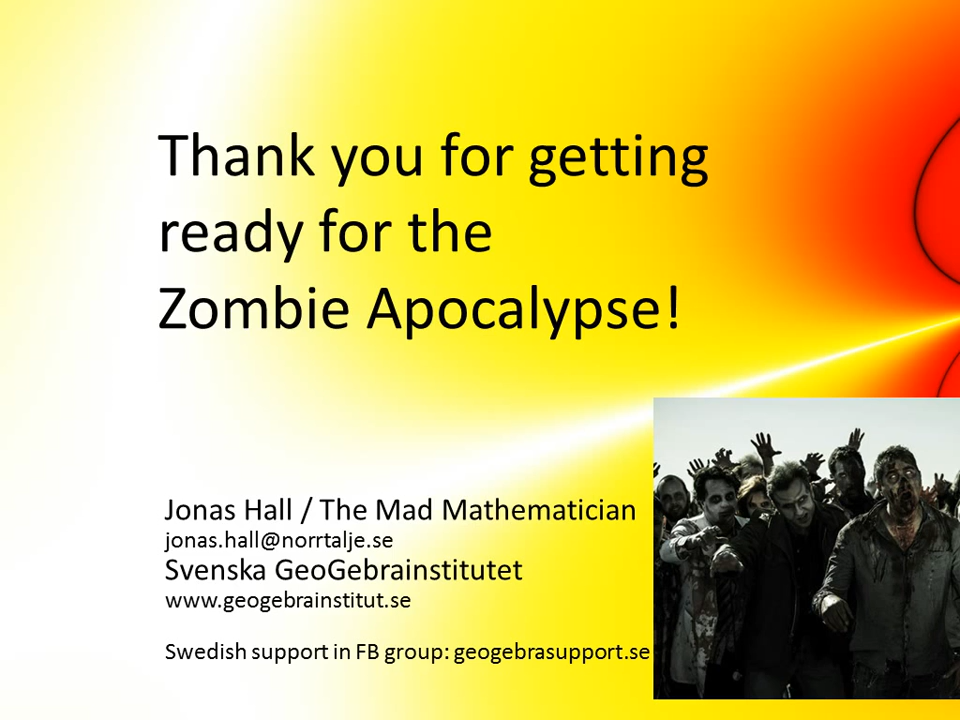 Thank you for getting
ready for the
Zombie Apocalypse!
Jonas Hall / The Mad Mathematician
jonas.hall@norrtalje.se
Svenska GeoGebrainstitutet
www.geogebrainstitut.se
Swedish support in FB group: geogebrasupport.se